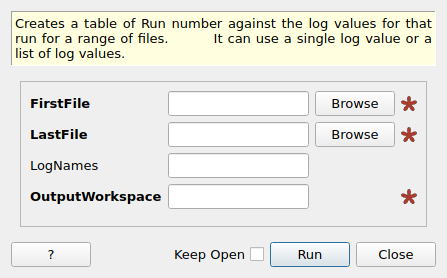 Creates a table of Run number against the log values for that
run for a range of files. It can use a single log value or a
list of log values.
FirstFile Browse *
LastFile Browse *
LogNames
OutputWorkspace *
? Keep Open Run Close